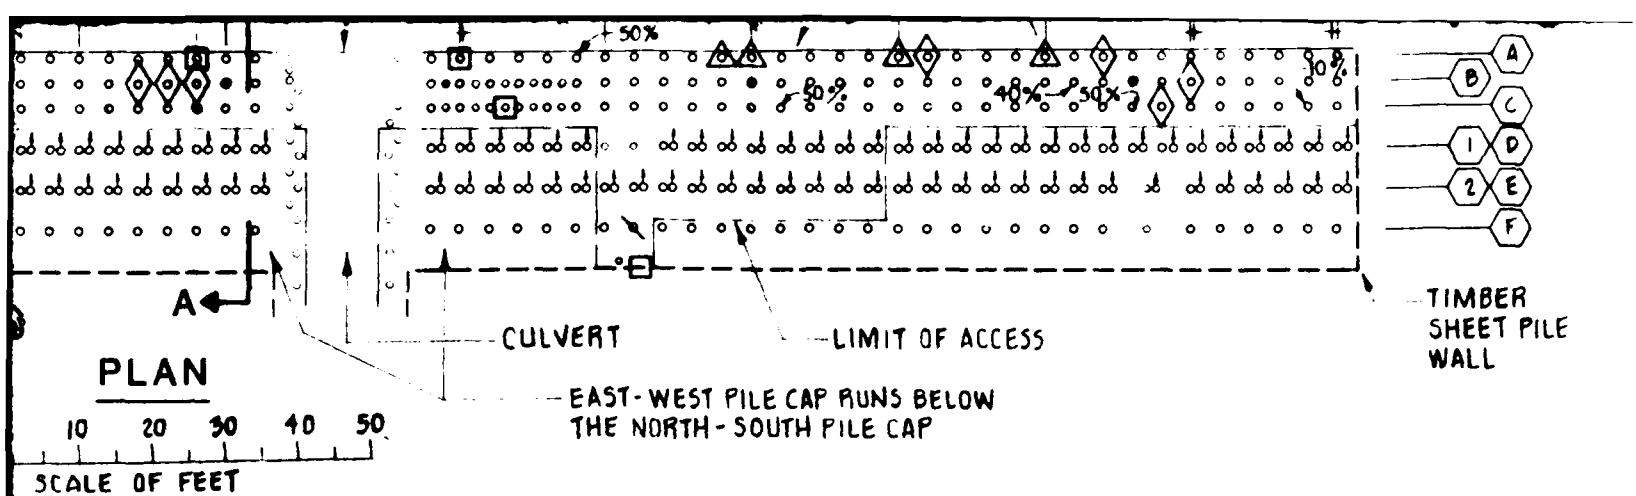 50%
A
10%
B
50%
40%
50%
C
1 D
2 E
F
A
TIMBER
SHEET PILE
WALL
CULVERT
LIMIT OF ACCESS
PLAN
EAST-WEST PILE CAP RUNS BELOW
THE NORTH-SOUTH PILE CAP
10 20 30 40 50
SCALE OF FEET